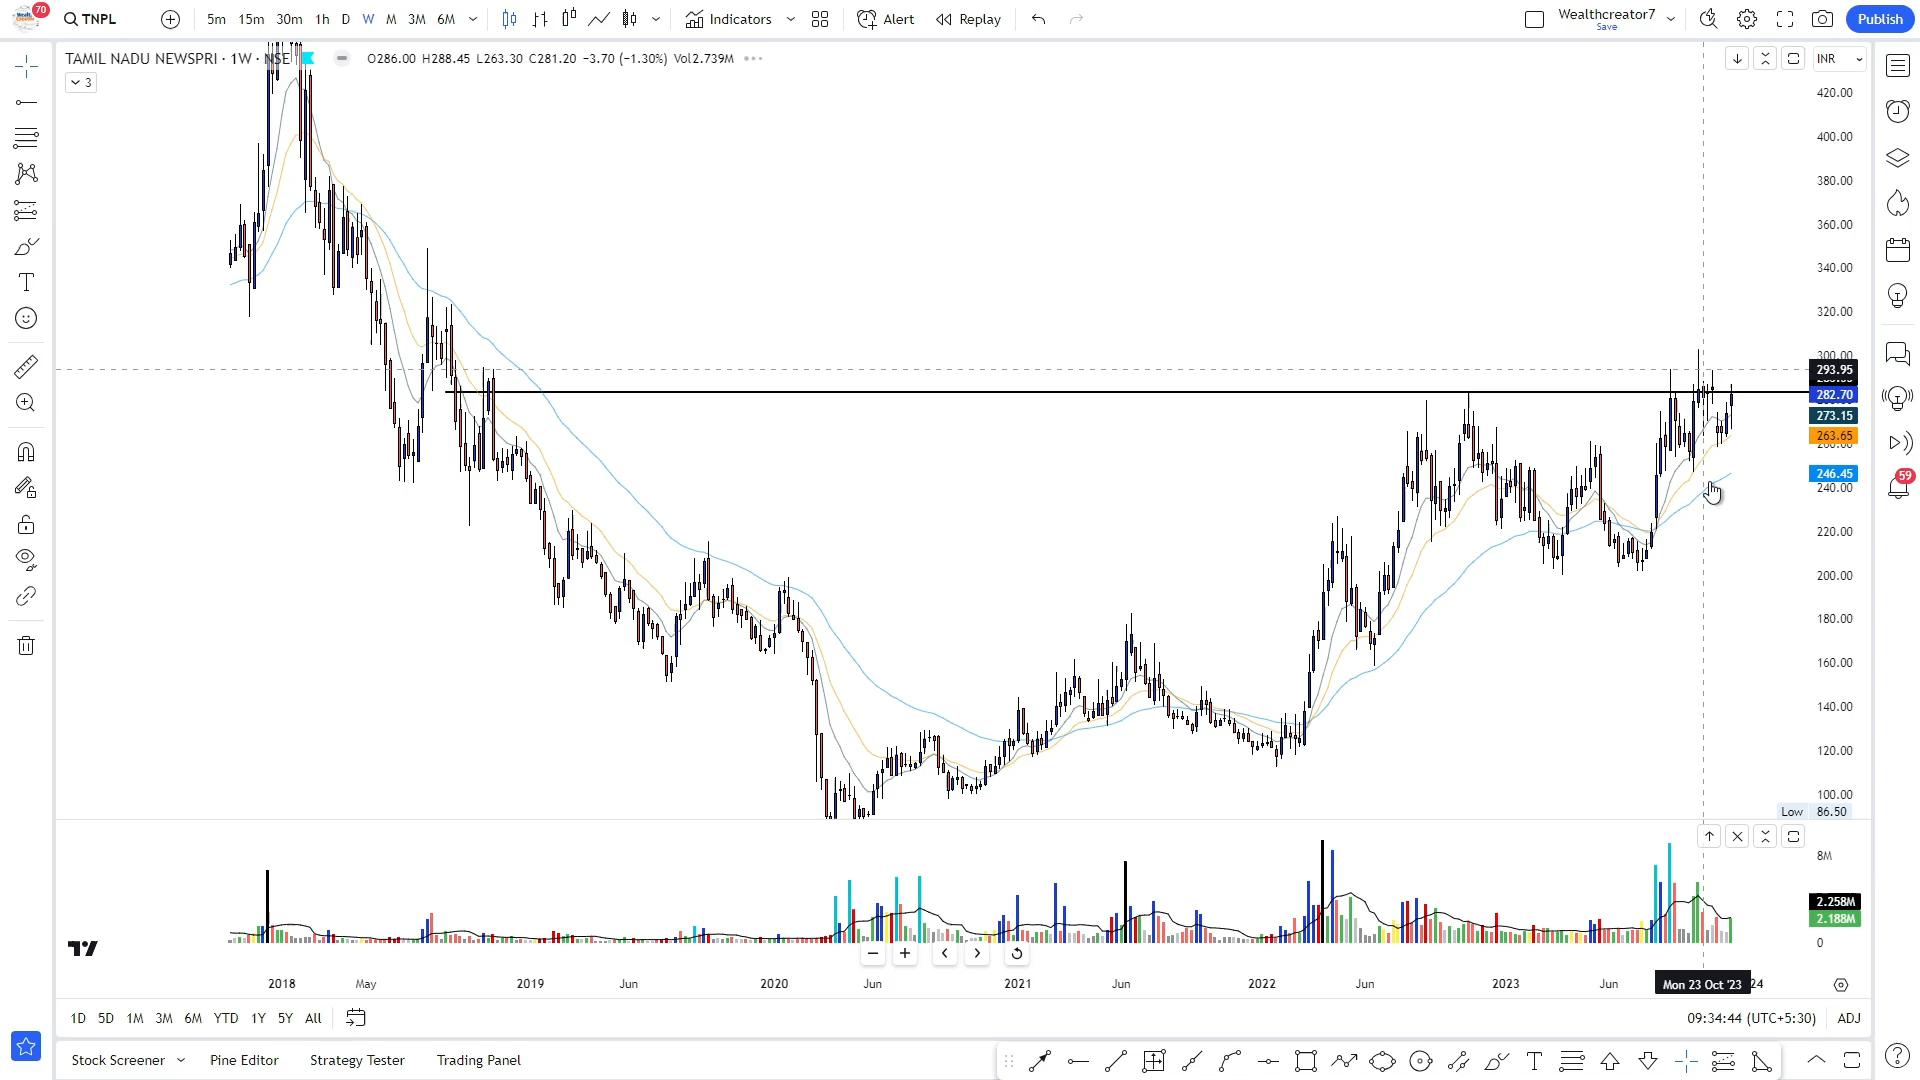 70
TNPL
5m 15m 30m 1h D W M 3M 6M
Indicators
Alert
Replay
Wealthcreator7
Save
Publish
TAMIL NADU NEWSPRI · 1W · NSE
O286.00 H288.45 L263.30 C281.20 −3.70 (−1.30%) Vol2.739M
3
INR
420.00
400.00
380.00
360.00
340.00
320.00
300.00
293.95
282.70
273.15
263.65
246.45
240.00
220.00
200.00
180.00
160.00
140.00
120.00
100.00
Low 86.50
59
8M
2.258M
2.188M
0
2018 May 2019 Jun 2020 Jun 2021 Jun 2022 Jun 2023 Jun Mon 23 Oct '23 24
1D 5D 1M 3M 6M YTD 1Y 5Y All
09:34:44 (UTC+5:30) ADJ
Stock Screener Pine Editor Strategy Tester Trading Panel